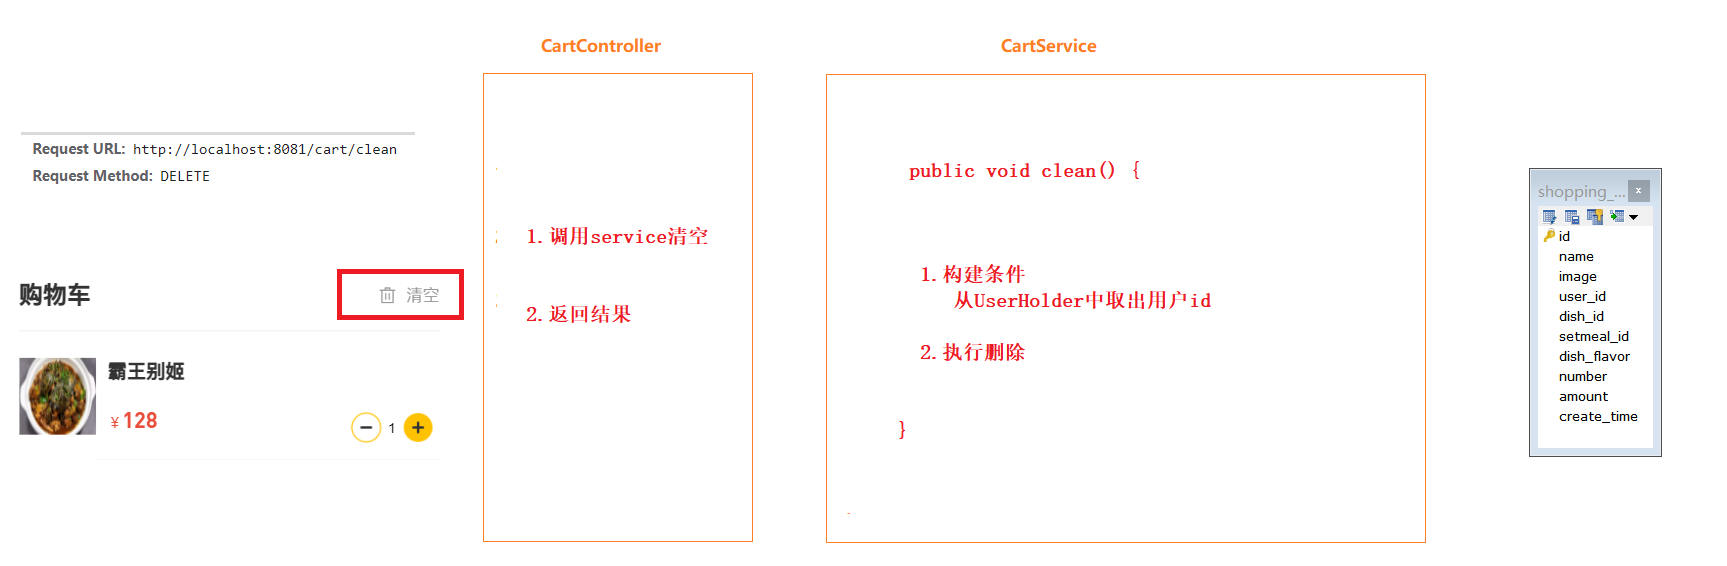 CartController
CartService
Request URL: http://localhost:8081/cart/clean
Request Method: DELETE
购物车
清空
霸王别姬
¥128
1
1.调用service清空
2.返回结果
public void clean() {
1.构建条件
从UserHolder中取出用户id
2.执行删除
}
shopping_...
id
name
image
user_id
dish_id
setmeal_id
dish_flavor
number
amount
create_time